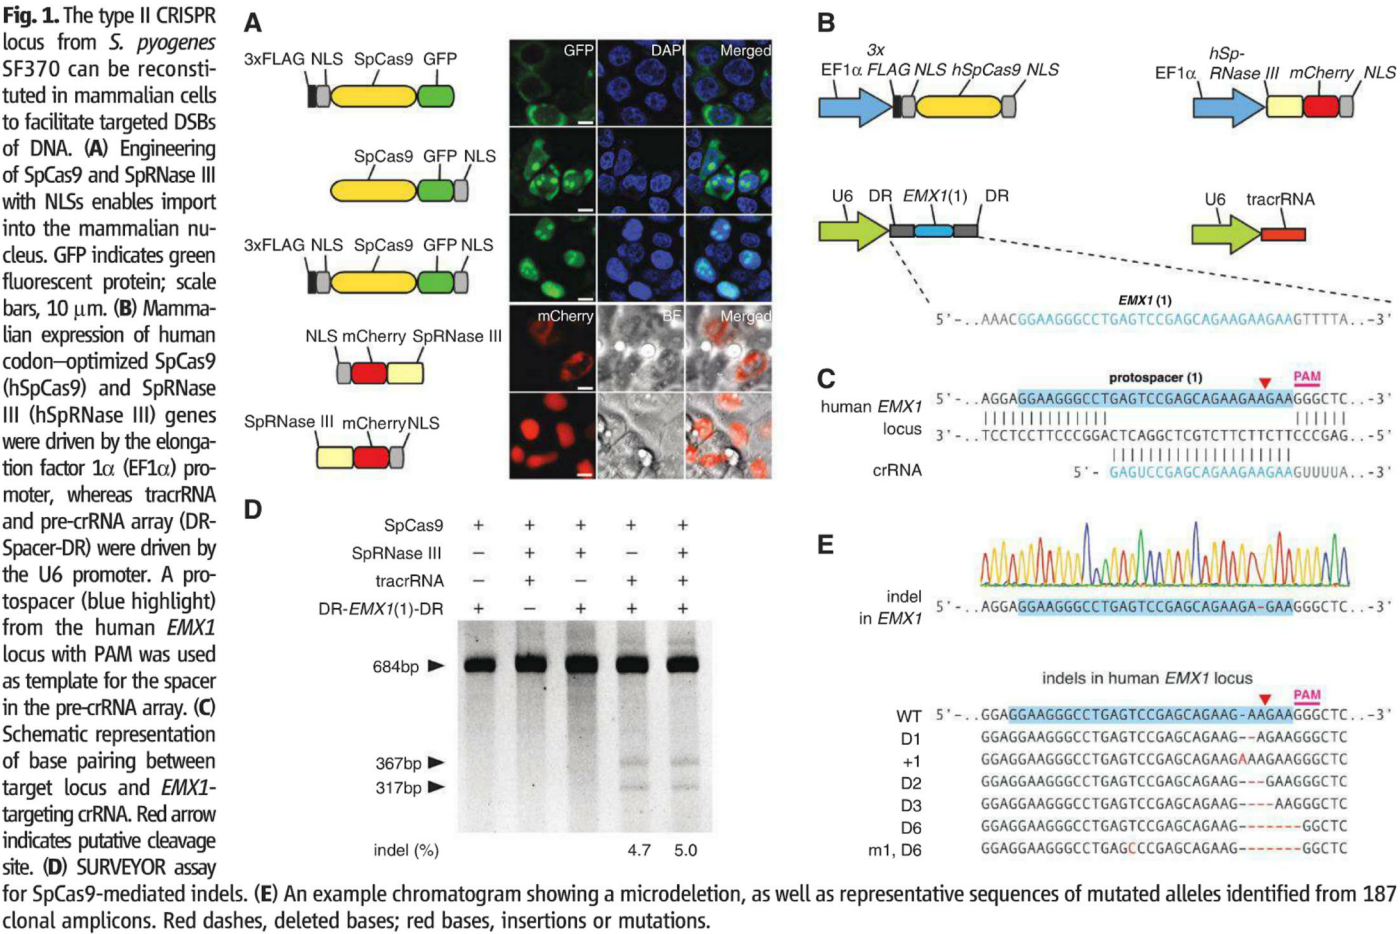 Fig. 1. The type II CRISPR
locus from S. pyogenes
SF370 can be reconsti-
tuted in mammalian cells
to facilitate targeted DSBs
of DNA. (A) Engineering
of SpCas9 and SpRNase III
with NLSs enables import
into the mammalian nu-
cleus. GFP indicates green
fluorescent protein; scale
bars, 10 μm. (B) Mamma-
lian expression of human
codon–optimized SpCas9
(hSpCas9) and SpRNase
III (hSpRNase III) genes
were driven by the elonga-
tion factor 1α (EF1α) pro-
moter, whereas tracrRNA
and pre-crRNA array (DR-
Spacer-DR) were driven by
the U6 promoter. A pro-
tospacer (blue highlight)
from the human EMX1
locus with PAM was used
as template for the spacer
in the pre-crRNA array. (C)
Schematic representation
of base pairing between
target locus and EMX1-
targeting crRNA. Red arrow
indicates putative cleavage
site. (D) SURVEYOR assay
for SpCas9-mediated indels. (E) An example chromatogram showing a microdeletion, as well as representative sequences of mutated alleles identified from 187
clonal amplicons. Red dashes, deleted bases; red bases, insertions or mutations.
A
3xFLAG NLS SpCas9 GFP
SpCas9 GFP NLS
3xFLAG NLS SpCas9 GFP NLS
NLS mCherry SpRNase III
SpRNase III mCherry NLS
GFP DAPI Merged
mCherry BF Merged
B
EF1α 3x FLAG NLS hSpCas9 NLS
EF1α hSp-RNase III mCherry NLS
U6 DR EMX1(1) DR
U6 tracrRNA
EMX1 (1)
5'-..AAACGGAAGGGCCTGAGTCCGAGCAGAAGAAGAAGTTTTA..-3'
C
protospacer (1) PAM
human EMX1 locus
5'-..AGGAGGAAGGGCCTGAGTCCGAGCAGAAGAAGAAGGGCTC..-3'
3'-TCCTCCTTCCCGGACTCAGGCTCGTCTTCTTCTTCCCGAG-5'
crRNA 5'- GAGUCCGAGCAGAAGAAGAAGUUUUA..-3'
D
SpCas9 + + + + +
SpRNase III – + + – +
tracrRNA – + – + +
DR-EMX1(1)-DR + – + + +
684bp
367bp
317bp
indel (%) 4.7 5.0
E
indel in EMX1
5'-..AGGAGGAAGGGCCTGAGTCCGAGCAGAAGA-GAAGGGCTC..-3'
indels in human EMX1 locus
PAM
WT 5'-..GGAGGAAGGGCCTGAGTCCGAGCAGAAG-AAGAAGGGCTC..-3'
D1 GGAGGAAGGGCCTGAGTCCGAGCAGAAG--AGAAGGGCTC
+1 GGAGGAAGGGCCTGAGTCCGAGCAGAAGAAAGAAGGGCTC
D2 GGAGGAAGGGCCTGAGTCCGAGCAGAAG---GAAGGGCTC
D3 GGAGGAAGGGCCTGAGTCCGAGCAGAAG----AAGGGCTC
D6 GGAGGAAGGGCCTGAGTCCGAGCAGAAG-------GGCTC
m1, D6 GGAGGAAGGGCCTGAGCCCGAGCAGAAG-------GGCTC